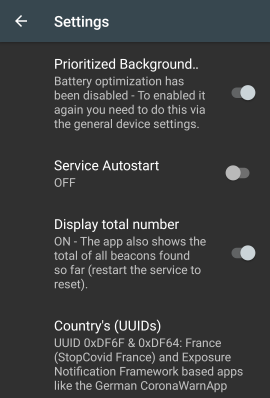 Settings
Prioritized Background..
Battery optimization has
been disabled - To enabled it
again you need to do this via
the general device settings.
Service Autostart
OFF
Display total number
ON - The app also shows the
total of all beacons found
so far (restart the service to
reset).
Country's (UUIDs)
UUID 0xDF6F & 0xDF64: France
(StopCovid France) and Exposure
Notification Framework based apps
like the German CoronaWarnApp